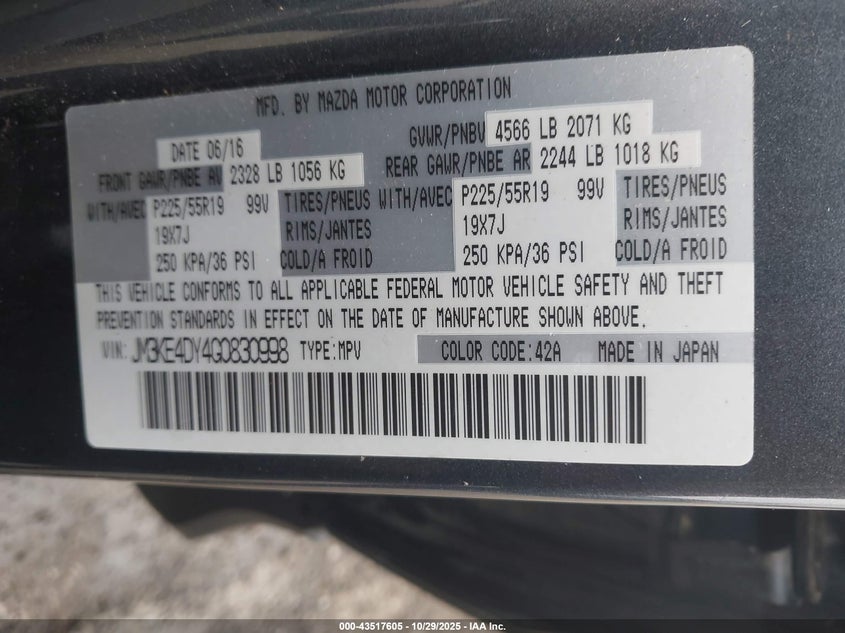 MFD. BY MAZDA MOTOR CORPORATION
DATE 06/16 GVWR/PNBV 4566 LB 2071 KG
FRONT GAWR/PNBE AV 2328 LB 1056 KG REAR GAWR/PNBE AR 2244 LB 1018 KG
WITH/AVEC P225/55R19 99V TIRES/PNEUS WITH/AVEC P225/55R19 99V TIRES/PNEUS
19X7J RIMS/JANTES 19X7J RIMS/JANTES
250 KPA/36 PSI COLD/A FROID 250 KPA/36 PSI COLD/A FROID
THIS VEHICLE CONFORMS TO ALL APPLICABLE FEDERAL MOTOR VEHICLE SAFETY AND THEFT
PREVENTION STANDARDS IN EFFECT ON THE DATE OF MANUFACTURE SHOWN ABOVE.
VIN: JM3KE4DY4G0830998 TYPE:MPV COLOR CODE:42A MADE IN JAPAN
000-43517605 - 10/29/2025 - IAA Inc.